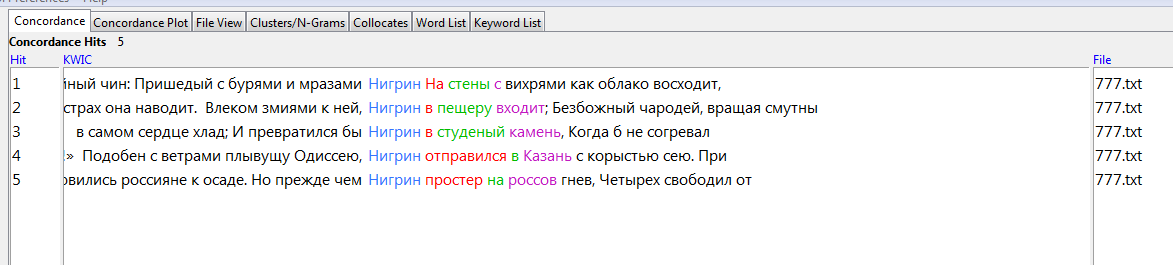 Concordance Concordance Plot File View Clusters/N-Grams Collocates Word List Keyword List
Concordance Hits 5
Hit KWIC File
1 чин: Пришедый с бурями и мразами Нигрин На стены с вихрями как облако восходит, 777.txt
2 страх она наводит. Влеком змиями к ней, Нигрин в пещеру входит; Безбожный чародей, вращая смутны 777.txt
3 в самом сердце хлад; И превратился бы Нигрин в студеный камень, Когда б не согревал 777.txt
4 !» Подобен с ветрами плывущу Одиссею, Нигрин отправился в Казань с корыстью сею. При 777.txt
5 овились россияне к осаде. Но прежде чем Нигрин простер на россов гнев, Четырех свободил от 777.txt